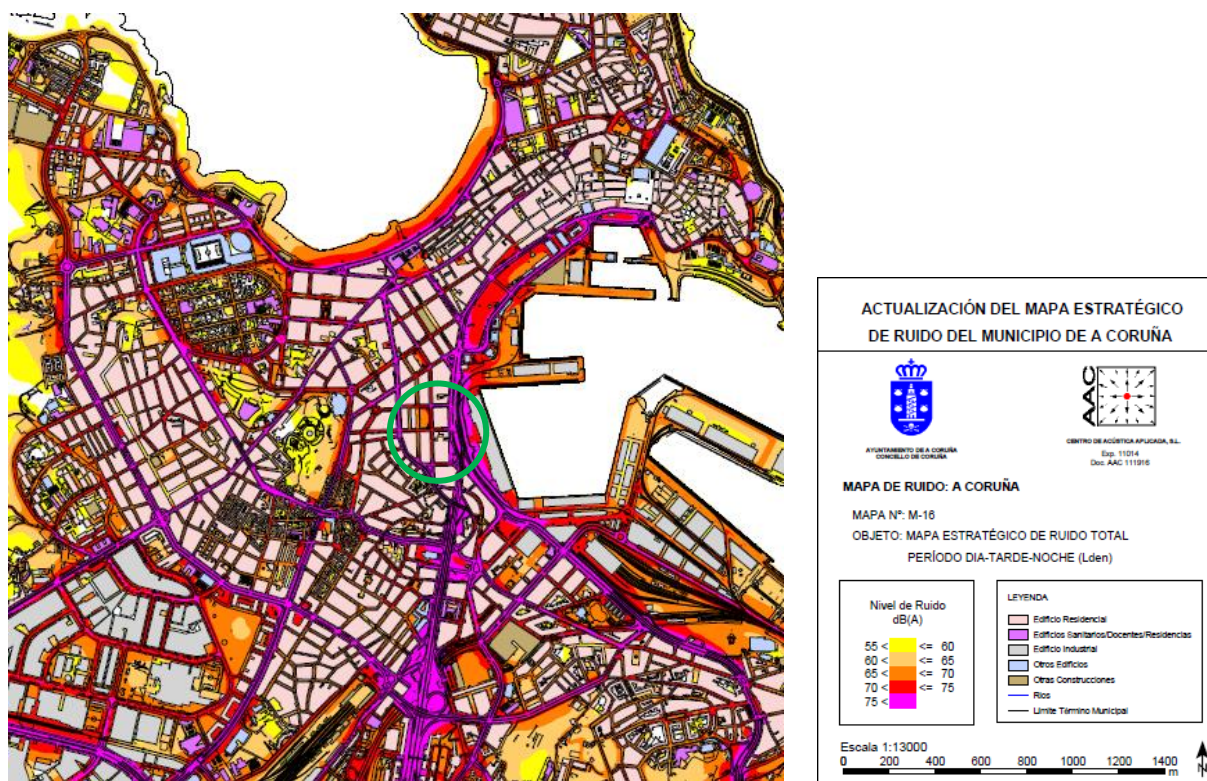 ACTUALIZACIÓN DEL MAPA ESTRATÉGICO
DE RUIDO DEL MUNICIPIO DE A CORUÑA
AYUNTAMIENTO DE A CORUÑA
CONCELLO DE CORUÑA
AAC
CENTRO DE ACÚSTICA APLICADA, S.L.
Exp. 11014
Doc. AAC 111916
MAPA DE RUIDO: A CORUÑA
MAPA Nº: M-16
OBJETO: MAPA ESTRATÉGICO DE RUIDO TOTAL
PERÍODO DIA-TARDE-NOCHE (Lden)
Nivel de Ruido
dB(A)
55 < <= 60
60 < <= 65
65 < <= 70
70 < <= 75
75 <
LEYENDA
Edificio Residencial
Edificios Sanitarios/Docentes/Residencias
Edificio Industrial
Otros Edificios
Otras Construcciones
Rios
Limite Término Municipal
Escala 1:13000
0 200 400 600 800 1000 1200 1400
m
N